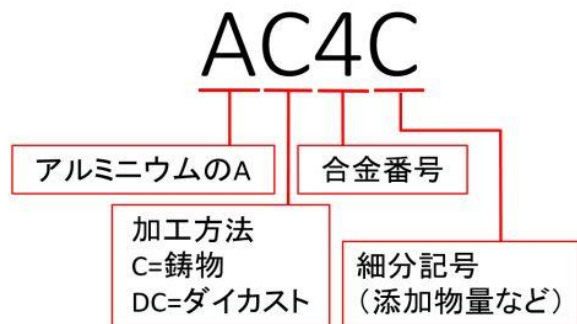 AC4C
アルミニウムのA
合金番号
加工方法
C=鋳物
DC=ダイカスト
細分記号
（添加物量など）